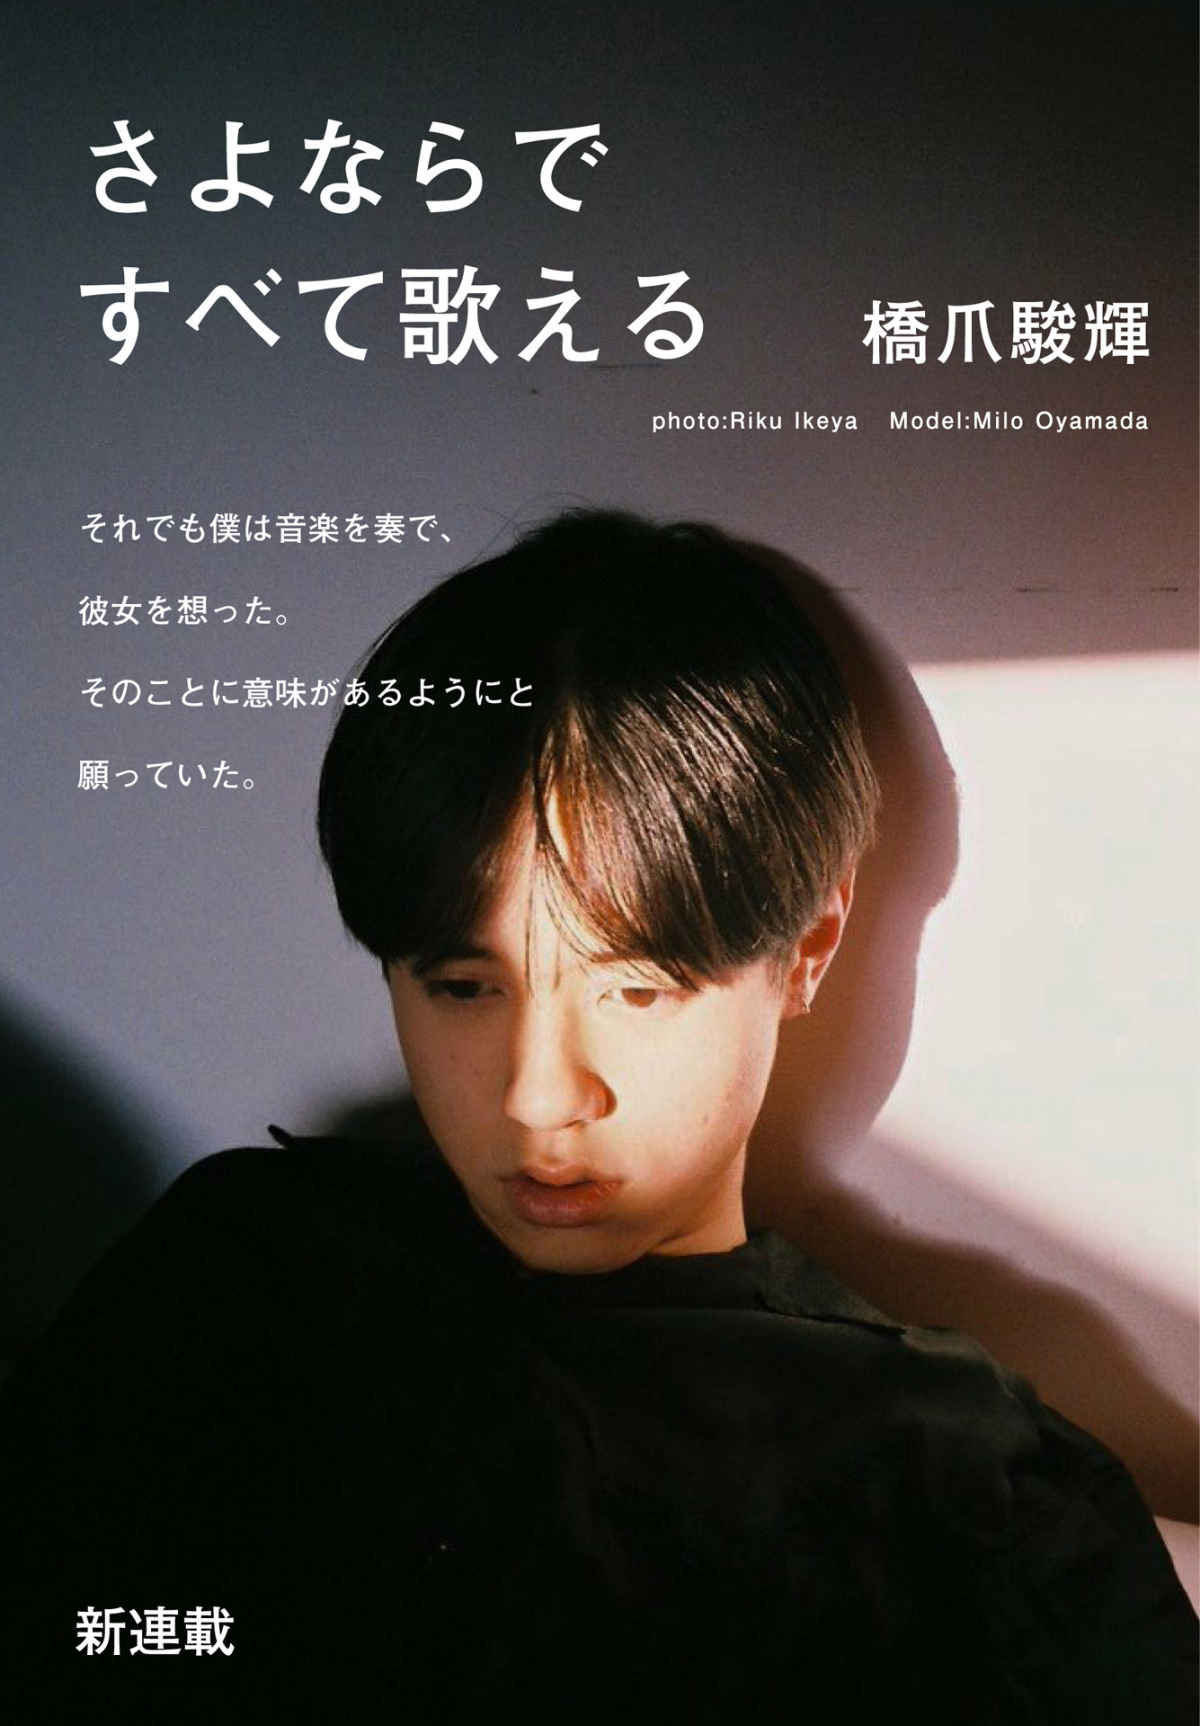 さよならで
すべて歌える
橋爪駿輝
photo:Riku Ikeya Model:Milo Oyamada
それでも僕は音楽を奏で、
彼女を想った。
そのことに意味があるようにと
願っていた。
新連載